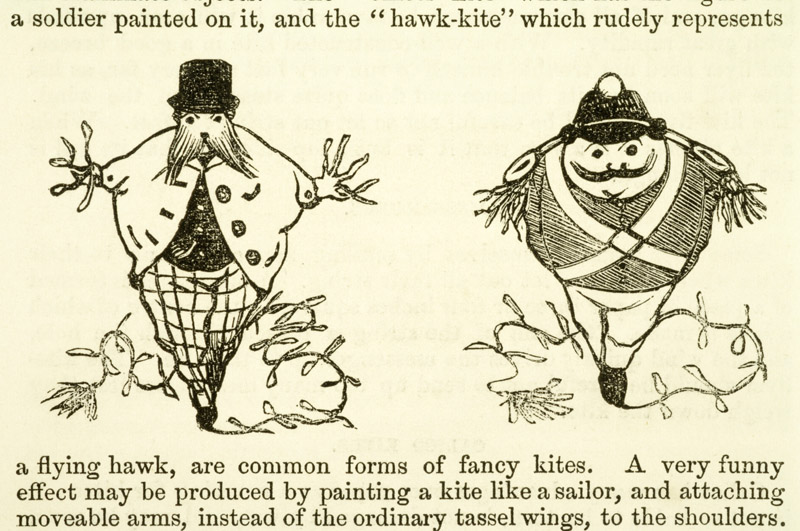 a soldier painted on it, and the “hawk-kite” which rudely represents
a flying hawk, are common forms of fancy kites. A very funny
effect may be produced by painting a kite like a sailor, and attaching
moveable arms, instead of the ordinary tassel wings, to the shoulders.